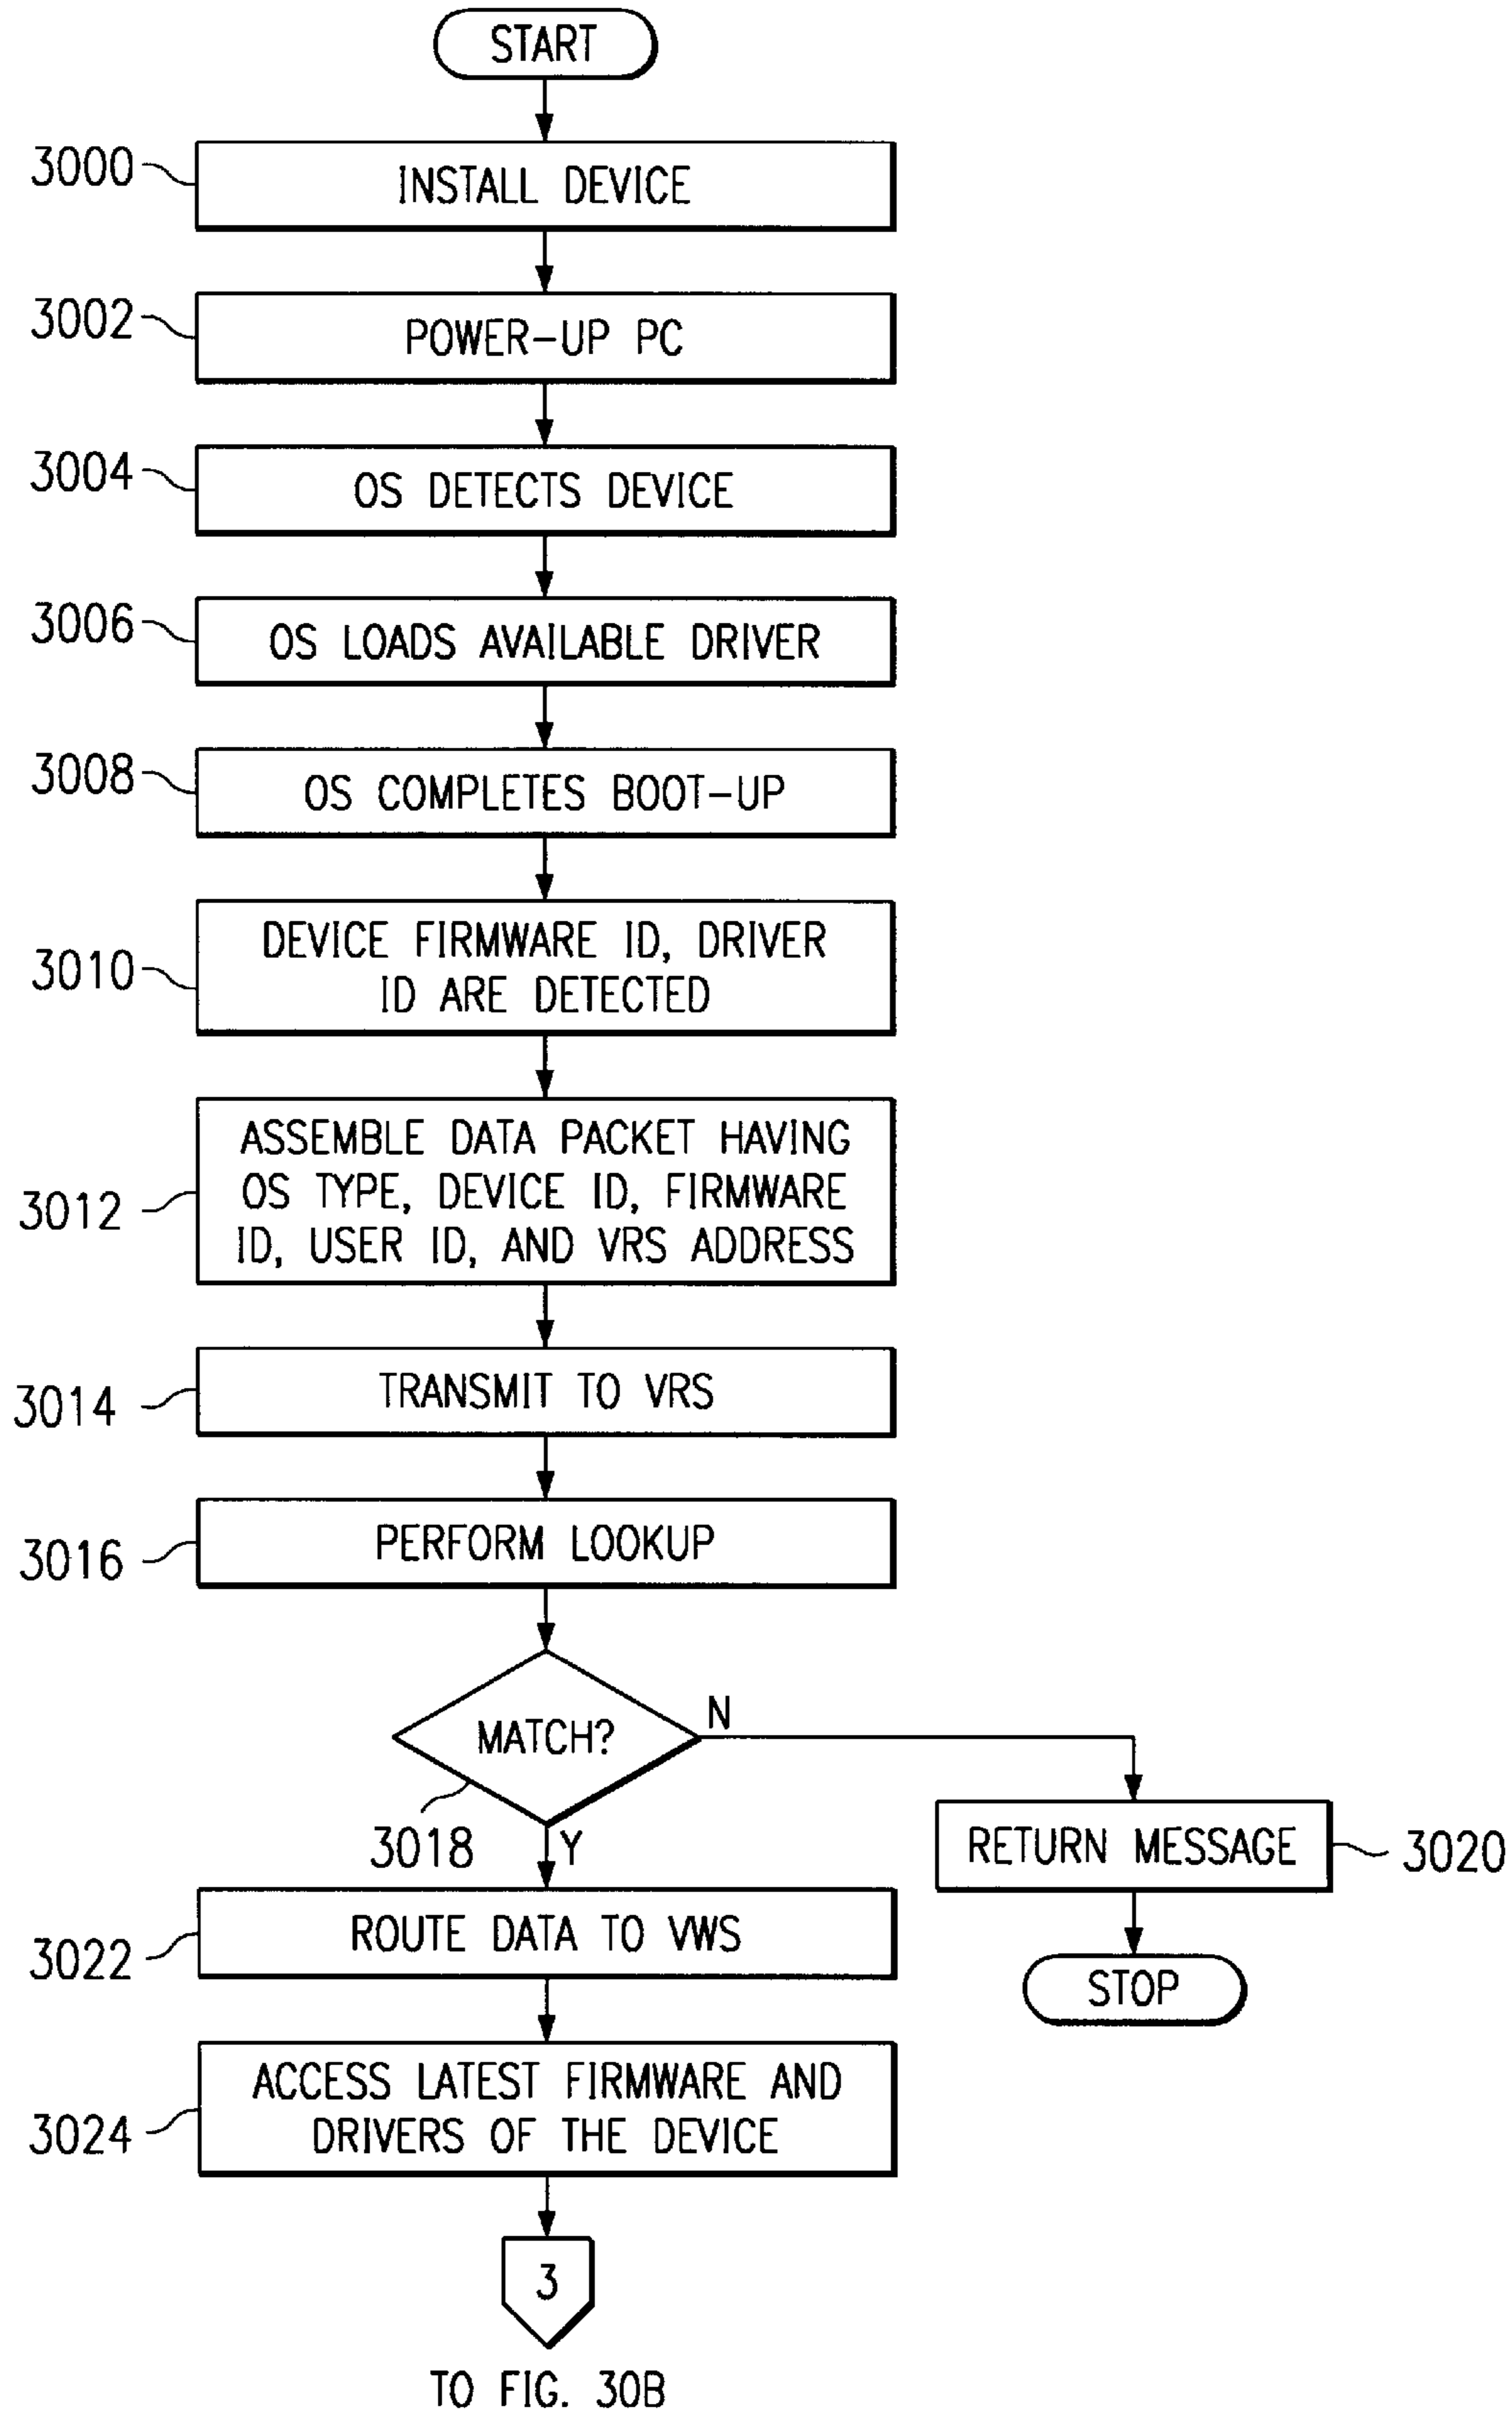 START
3000
INSTALL DEVICE
3002
POWER-UP PC
3004
OS DETECTS DEVICE
3006
OS LOADS AVAILABLE DRIVER
3008
OS COMPLETES BOOT-UP
3010
DEVICE FIRMWARE ID, DRIVER
ID ARE DETECTED
3012
ASSEMBLE DATA PACKET HAVING
OS TYPE, DEVICE ID, FIRMWARE
ID, USER ID, AND VRS ADDRESS
3014
TRANSMIT TO VRS
3016
PERFORM LOOKUP
MATCH?
N
3018
Y
RETURN MESSAGE
3020
STOP
3022
ROUTE DATA TO VWS
3024
ACCESS LATEST FIRMWARE AND
DRIVERS OF THE DEVICE
3
TO FIG. 30B